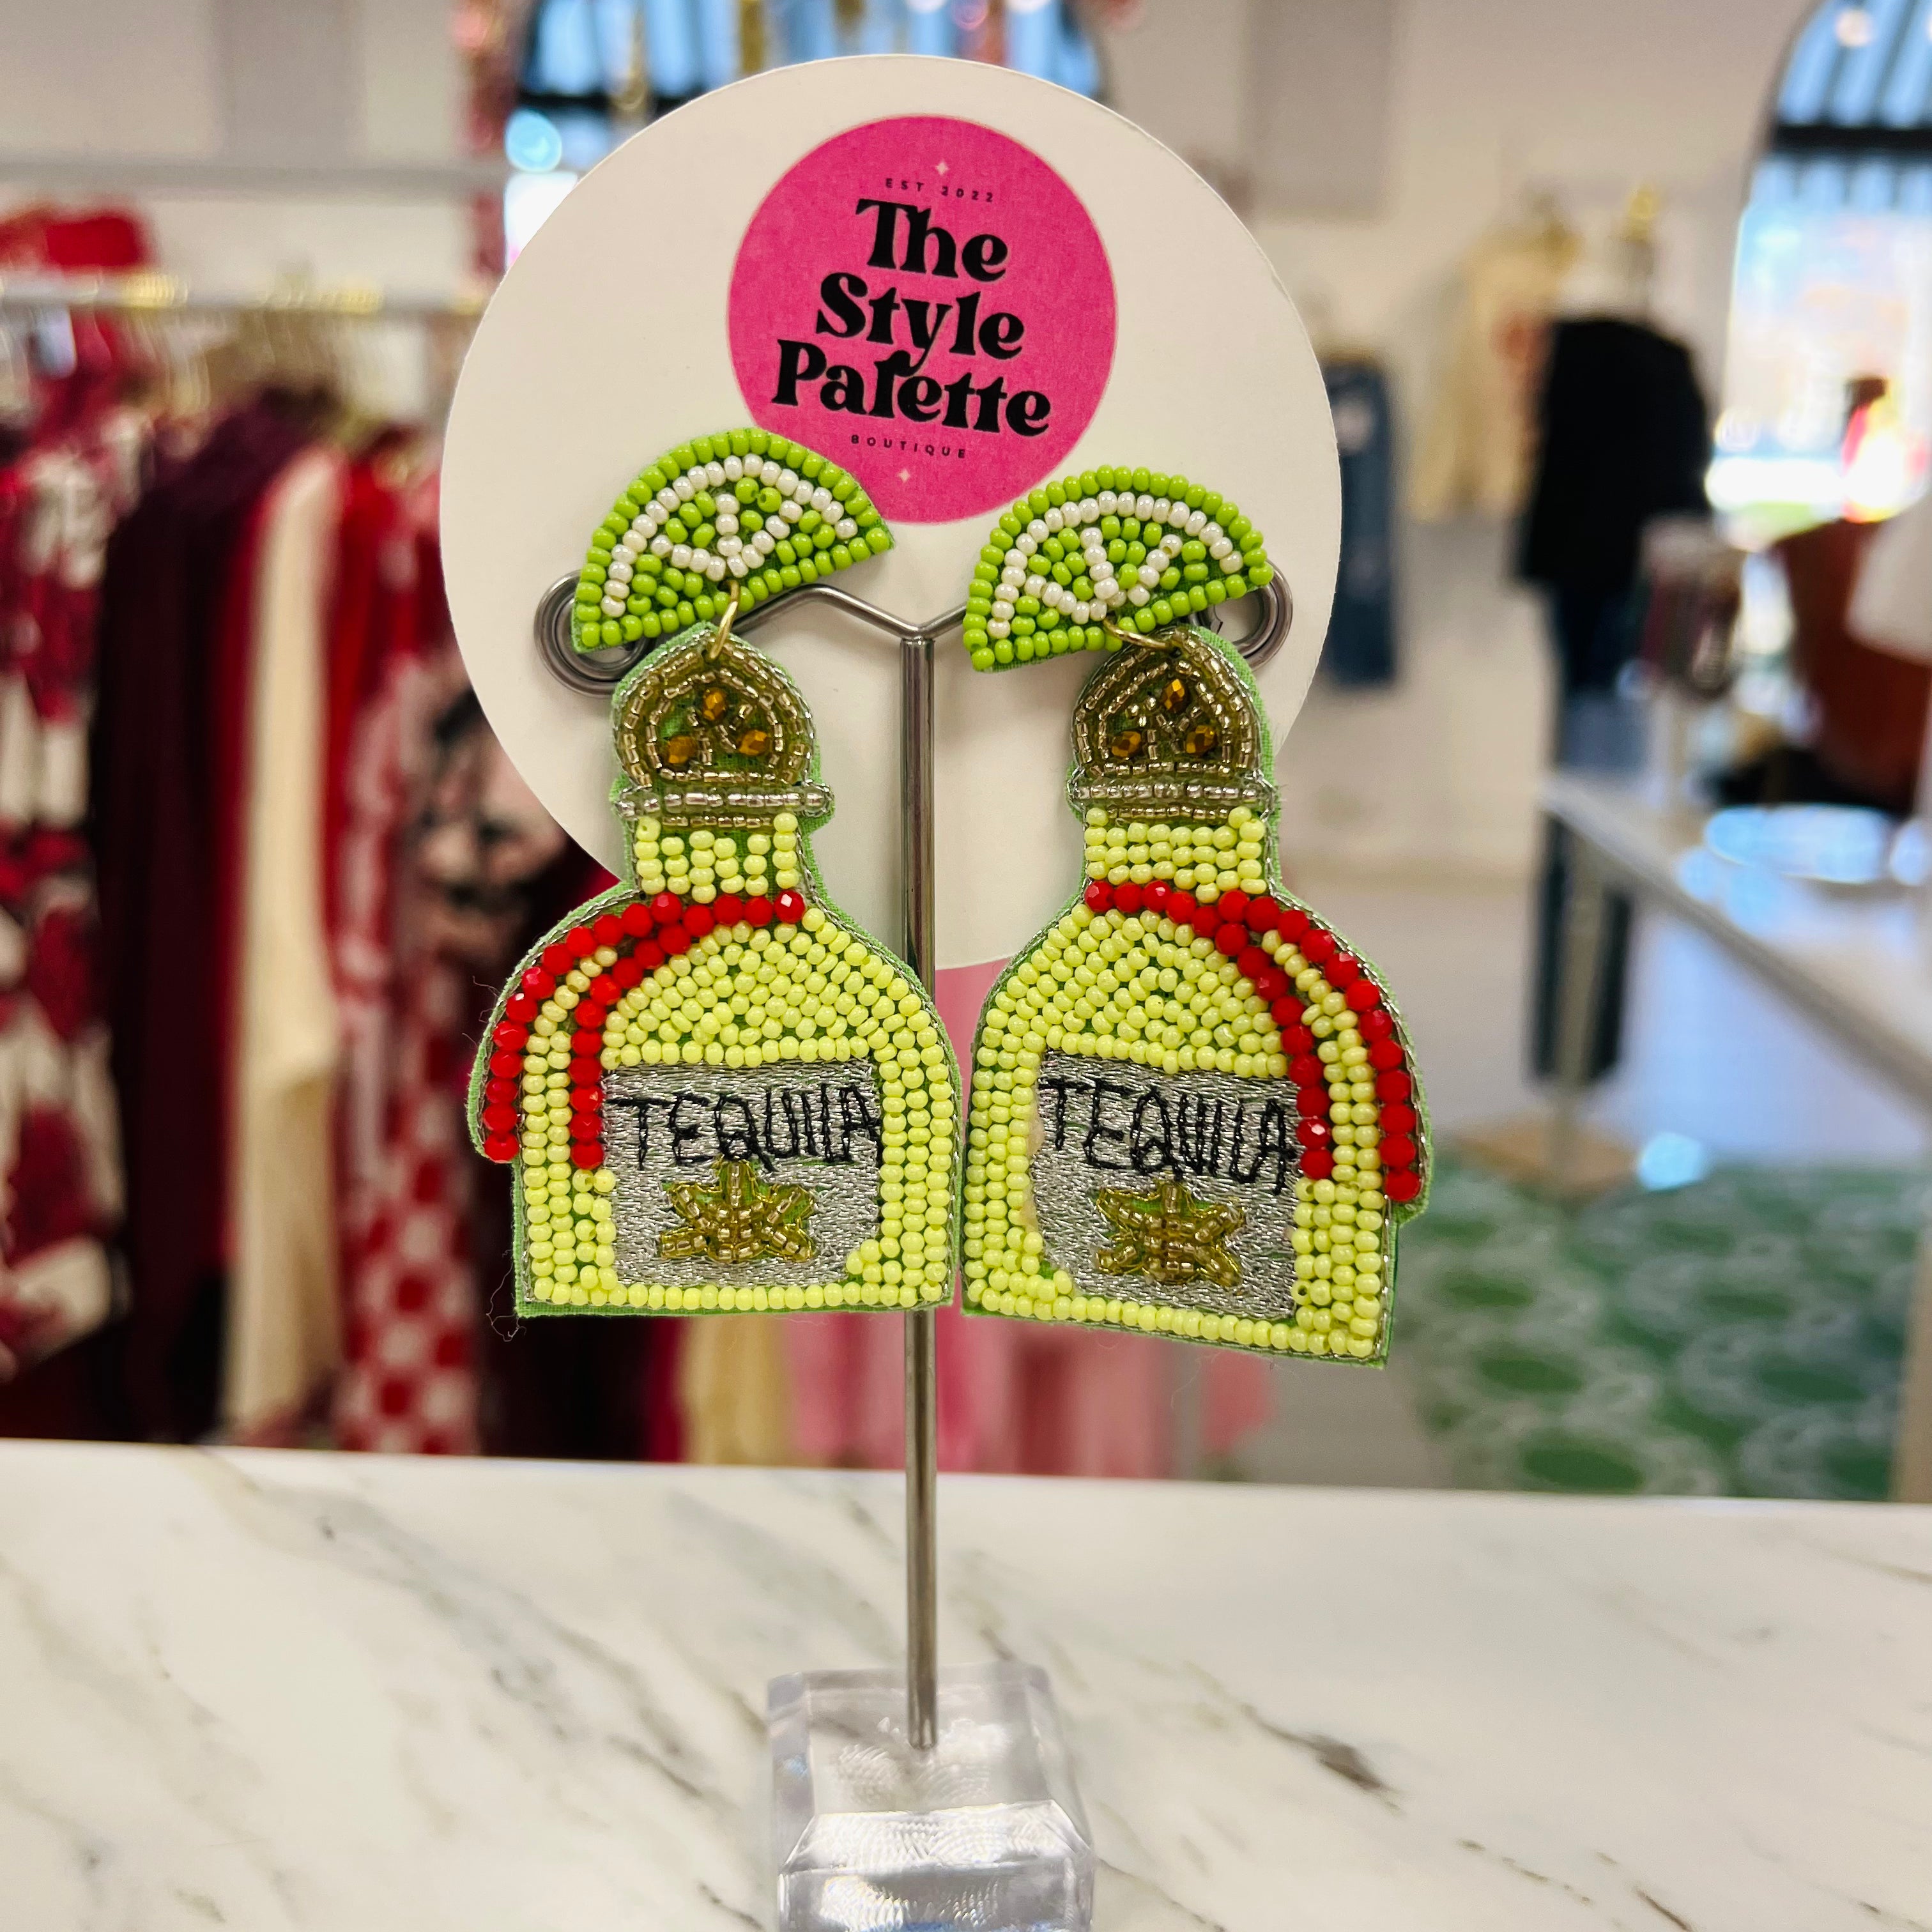 EST 2022
The
Style
Palette
BOUTIQUE
TEQUILA
TEQUILA